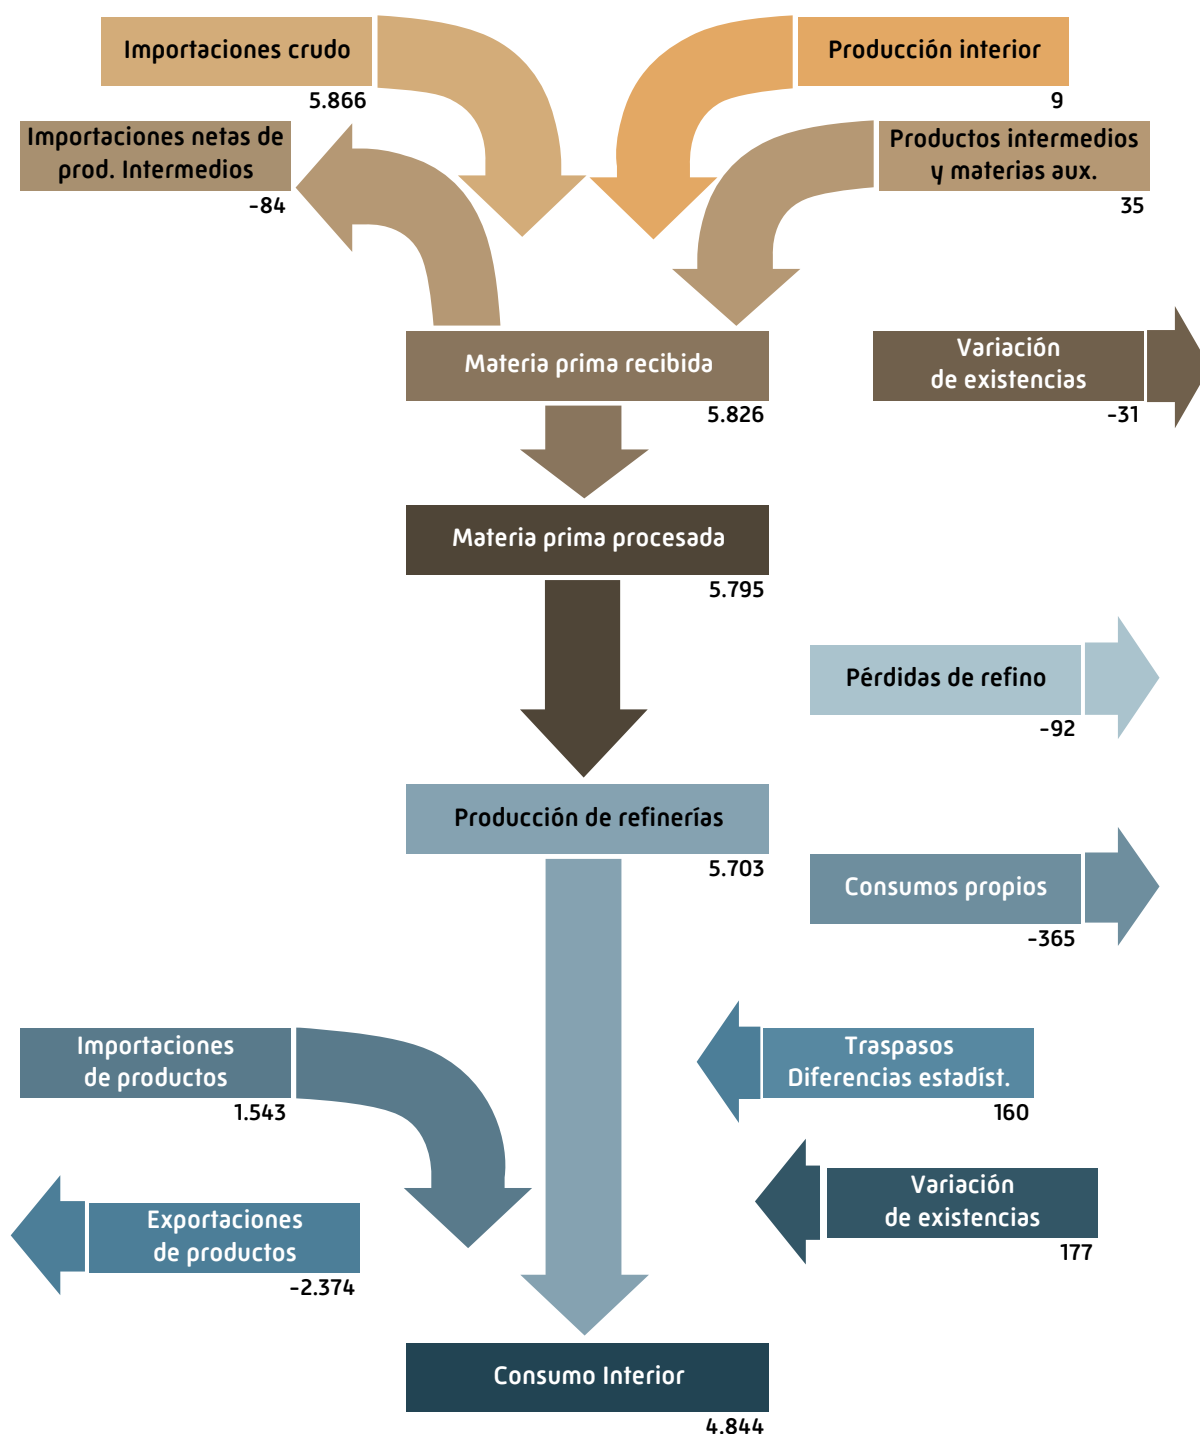 Importaciones crudo
5.866
Producción interior
9
Importaciones netas de
prod. Intermedios
-84
Productos intermedios
y materias aux.
35
Materia prima recibida
5.826
Variación
de existencias
-31
Materia prima procesada
5.795
Pérdidas de refino
-92
Producción de refinerías
5.703
Consumos propios
-365
Importaciones
de productos
1.543
Traspasos
Diferencias estadíst.
160
Variación
de existencias
177
Exportaciones
de productos
-2.374
Consumo Interior
4.844